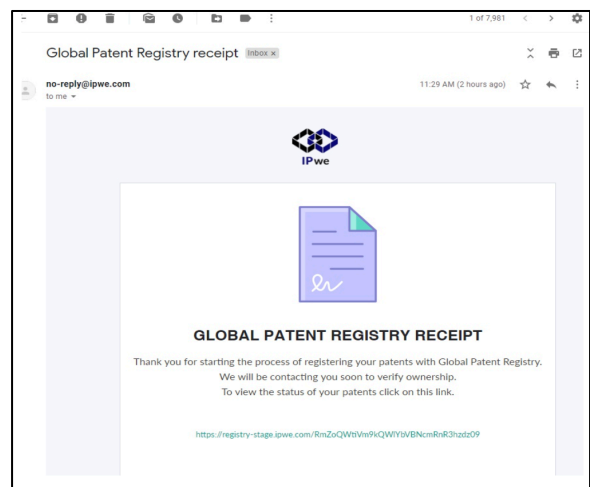 1 of 7,981
Global Patent Registry receipt Inbox x
no-reply@ipwe.com 11:29 AM (2 hours ago)
to me
IPwe
GLOBAL PATENT REGISTRY RECEIPT
Thank you for starting the process of registering your patents with Global Patent Registry.
We will be contacting you soon to verify ownership.
To view the status of your patents click on this link.
https://registry-stage.ipwe.com/RmZoQWtiVm9kQWlYbVBNcmRnR3hzdz09